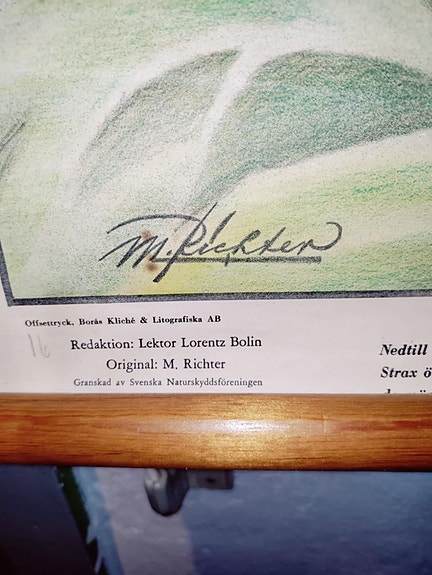 M. Richter
Offsettryck, Borås Kliché & Litografiska AB
16
Redaktion: Lektor Lorentz Bolin
Original: M. Richter
Granskad av Svenska Naturskyddsföreningen
Nedtill
Strax ö